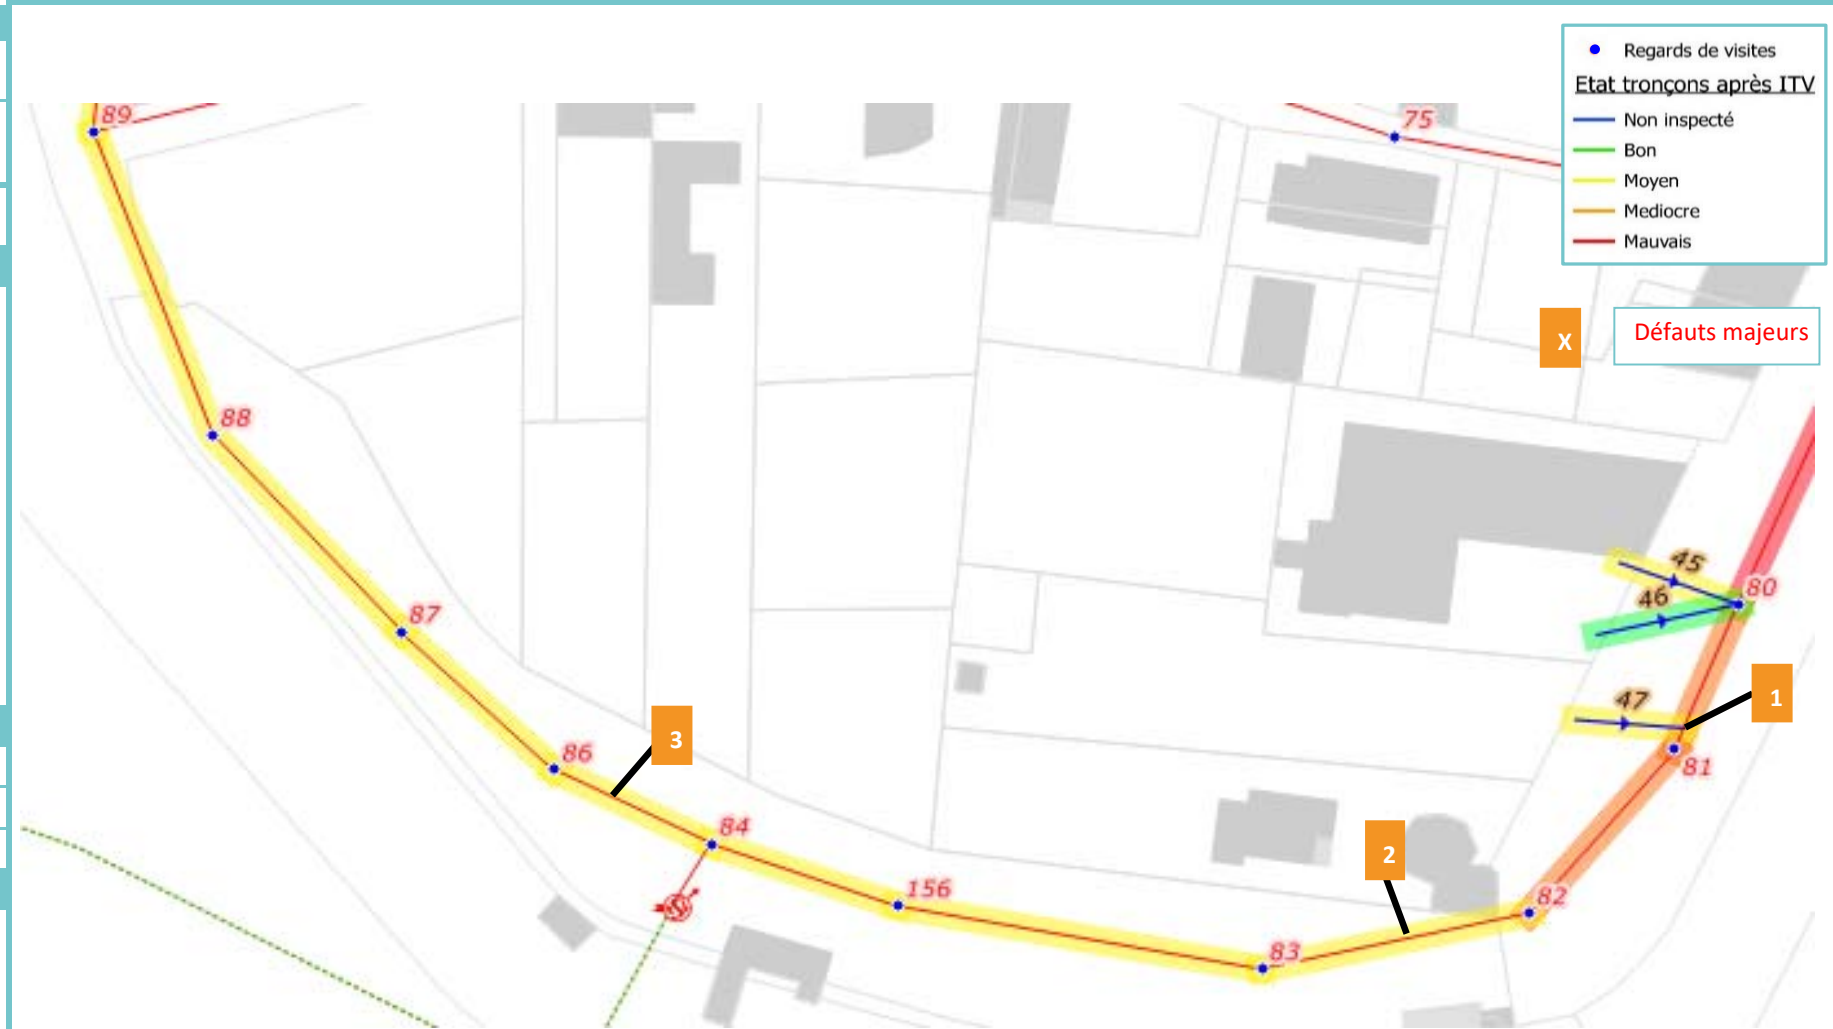 Regards de visites
Etat tronçons après ITV
Non inspecté
Bon
Moyen
Mediocre
Mauvais
X
Défauts majeurs
89
75
88
45
80
46
87
47
1
3
86
81
84
2
156
82
83